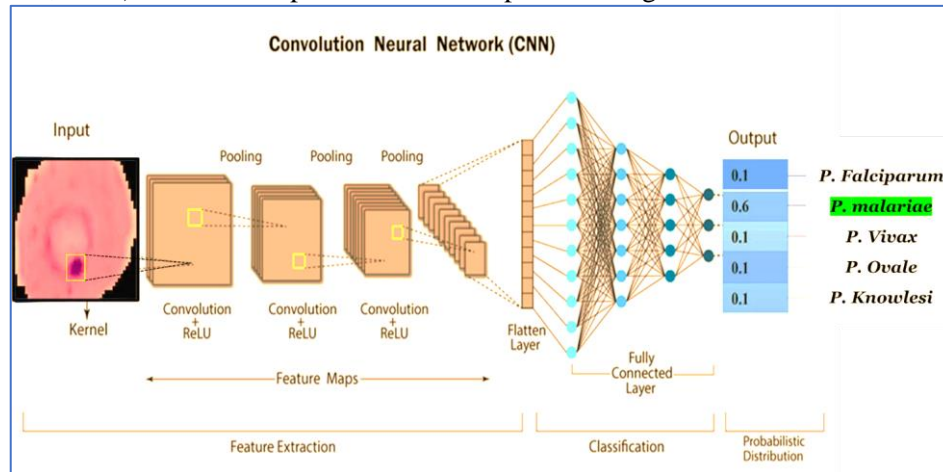 Convolution Neural Network (CNN)
Input
Pooling
Pooling
Pooling
Output
0.1
P. Falciparum
0.6
P. malariae
0.1
P. Vivax
0.1
P. Ovale
0.1
P. Knowlesi
Kernel
Convolution
+
ReLU
Convolution
+
ReLU
Convolution
+
ReLU
Flatten
Layer
Fully
Connected
Layer
Feature Maps
Feature Extraction
Classification
Probabilistic
Distribution